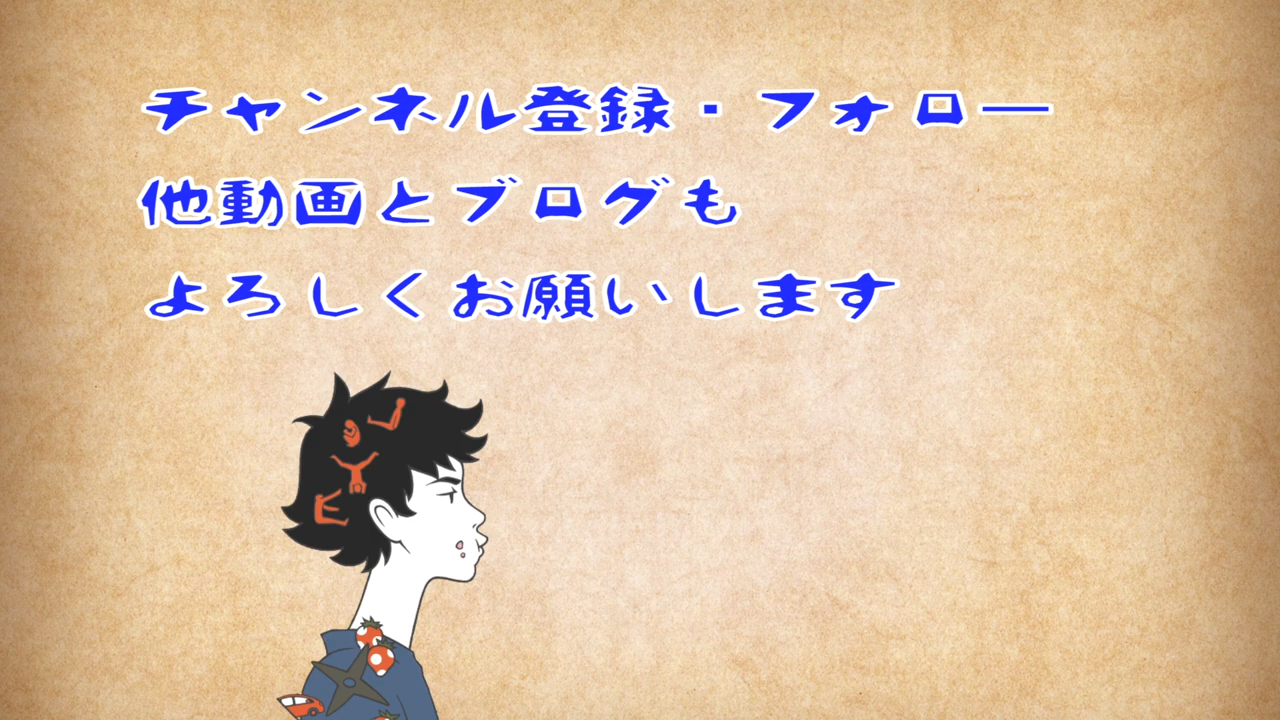 チャンネル登録・フォロー
他動画とブログも
よろしくお願いします